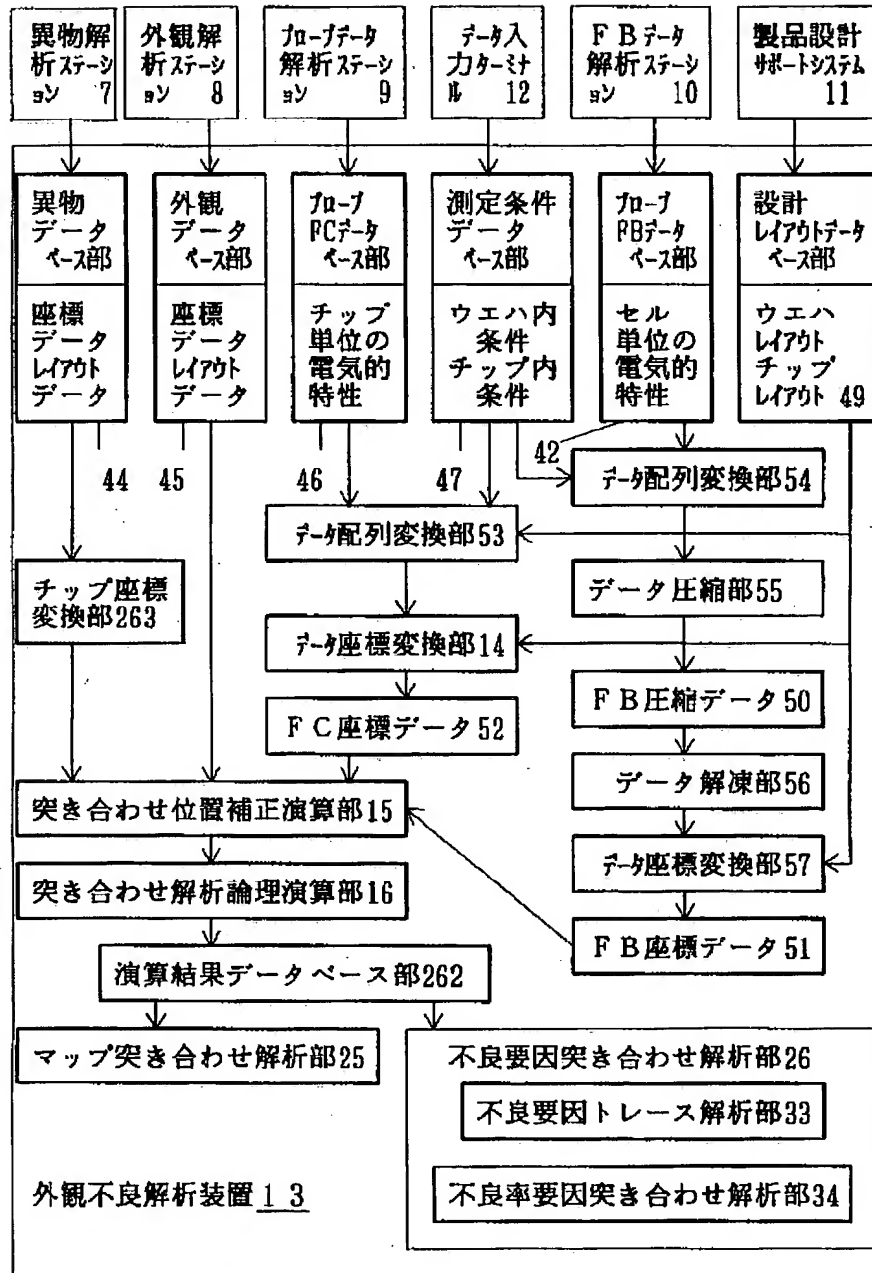 異物解
析ステーシ
ョン 7
外観解
析ステーシ
ョン 8
プローブデータ
解析ステーシ
ョン 9
データ入
力ターミナ
ル 12
ＦＢデータ
解析ステーシ
ョン 10
製品設計
サポートシステム
11
異物
データ
ベース部
外観
データ
ベース部
プローブ
FCデータ
ベース部
測定条件
データ
ベース部
プローブ
FBデータ
ベース部
設計
レイアウトデータ
ベース部
座標
データ
レイアウト
データ
座標
データ
レイアウト
データ
チップ
単位の
電気的
特性
ウエハ内
条件
チップ内
条件
セル
単位の
電気的
特性
ウエハ
レイアウト
チップ
レイアウト 49
44
45
46
47
42
データ配列変換部54
データ配列変換部53
チップ座標
変換部263
データ圧縮部55
データ座標変換部14
ＦＢ圧縮データ50
ＦＣ座標データ52
データ解凍部56
突き合わせ位置補正演算部15
データ座標変換部57
突き合わせ解析論理演算部16
ＦＢ座標データ51
演算結果データベース部262
マップ突き合わせ解析部25
不良要因突き合わせ解析部26
不良要因トレース解析部33
不良率要因突き合わせ解析部34
外観不良解析装置１３